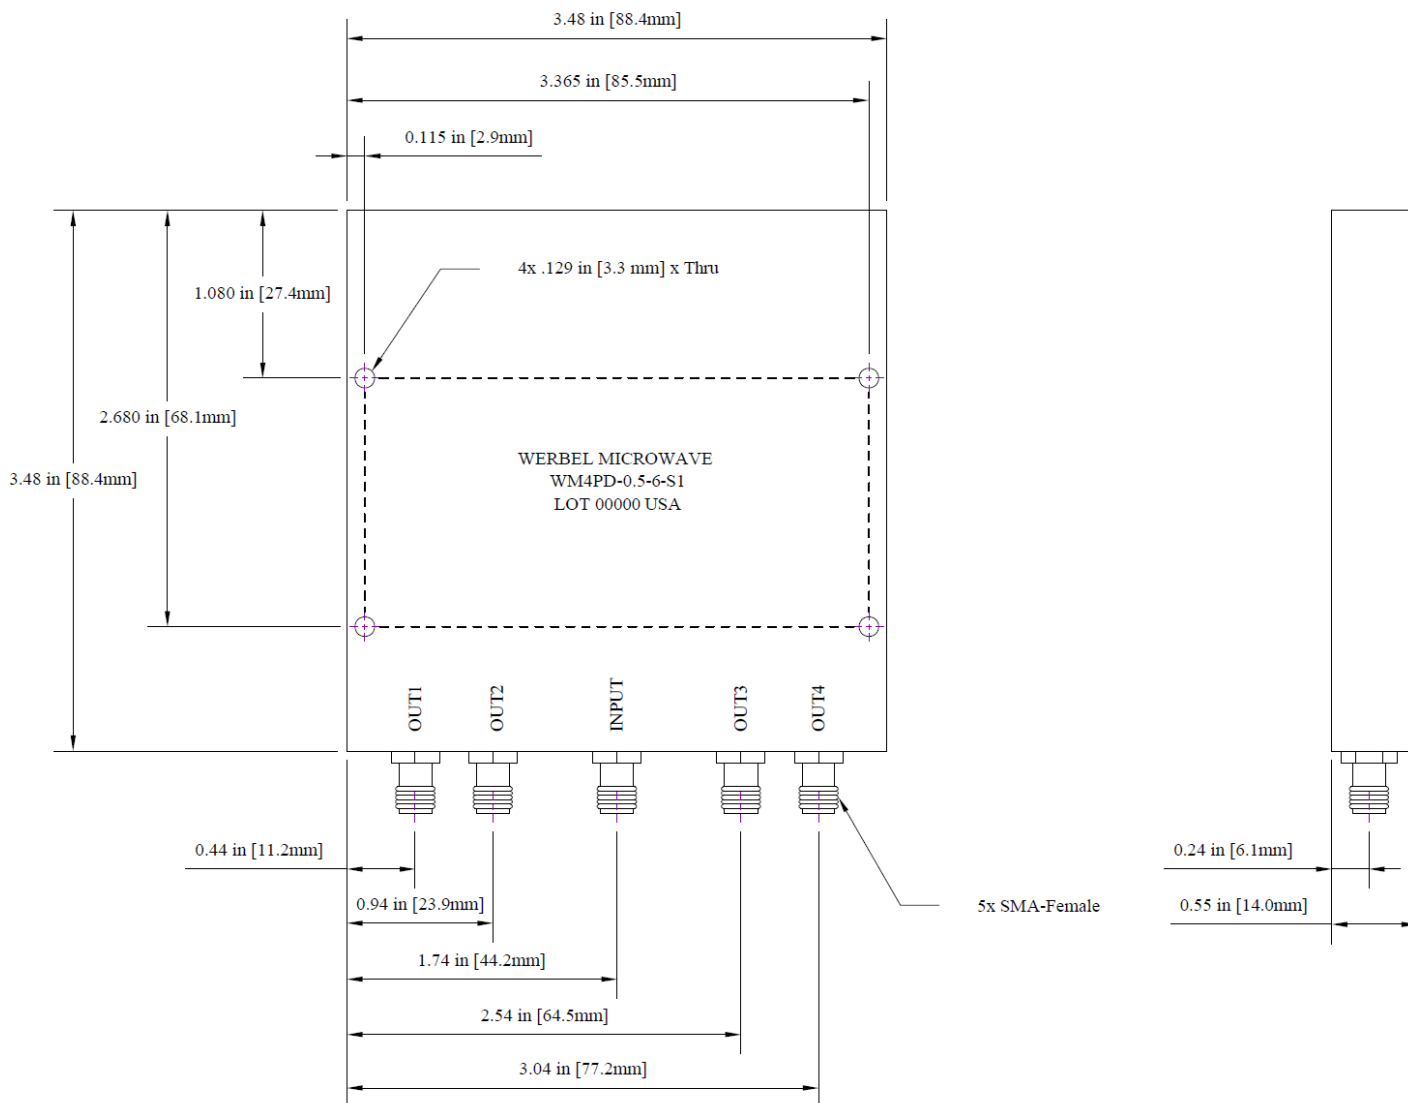 3.48 in [88.4mm]
3.365 in [85.5mm]
0.115 in [2.9mm]
4x .129 in [3.3 mm] x Thru
1.080 in [27.4mm]
2.680 in [68.1mm]
3.48 in [88.4mm]
WERBEL MICROWAVE
WM4PD-0.5-6-S1
LOT 00000 USA
OUT1
OUT2
INPUT
OUT3
OUT4
0.44 in [11.2mm]
0.24 in [6.1mm]
0.94 in [23.9mm]
5x SMA-Female
0.55 in [14.0mm]
1.74 in [44.2mm]
2.54 in [64.5mm]
3.04 in [77.2mm]